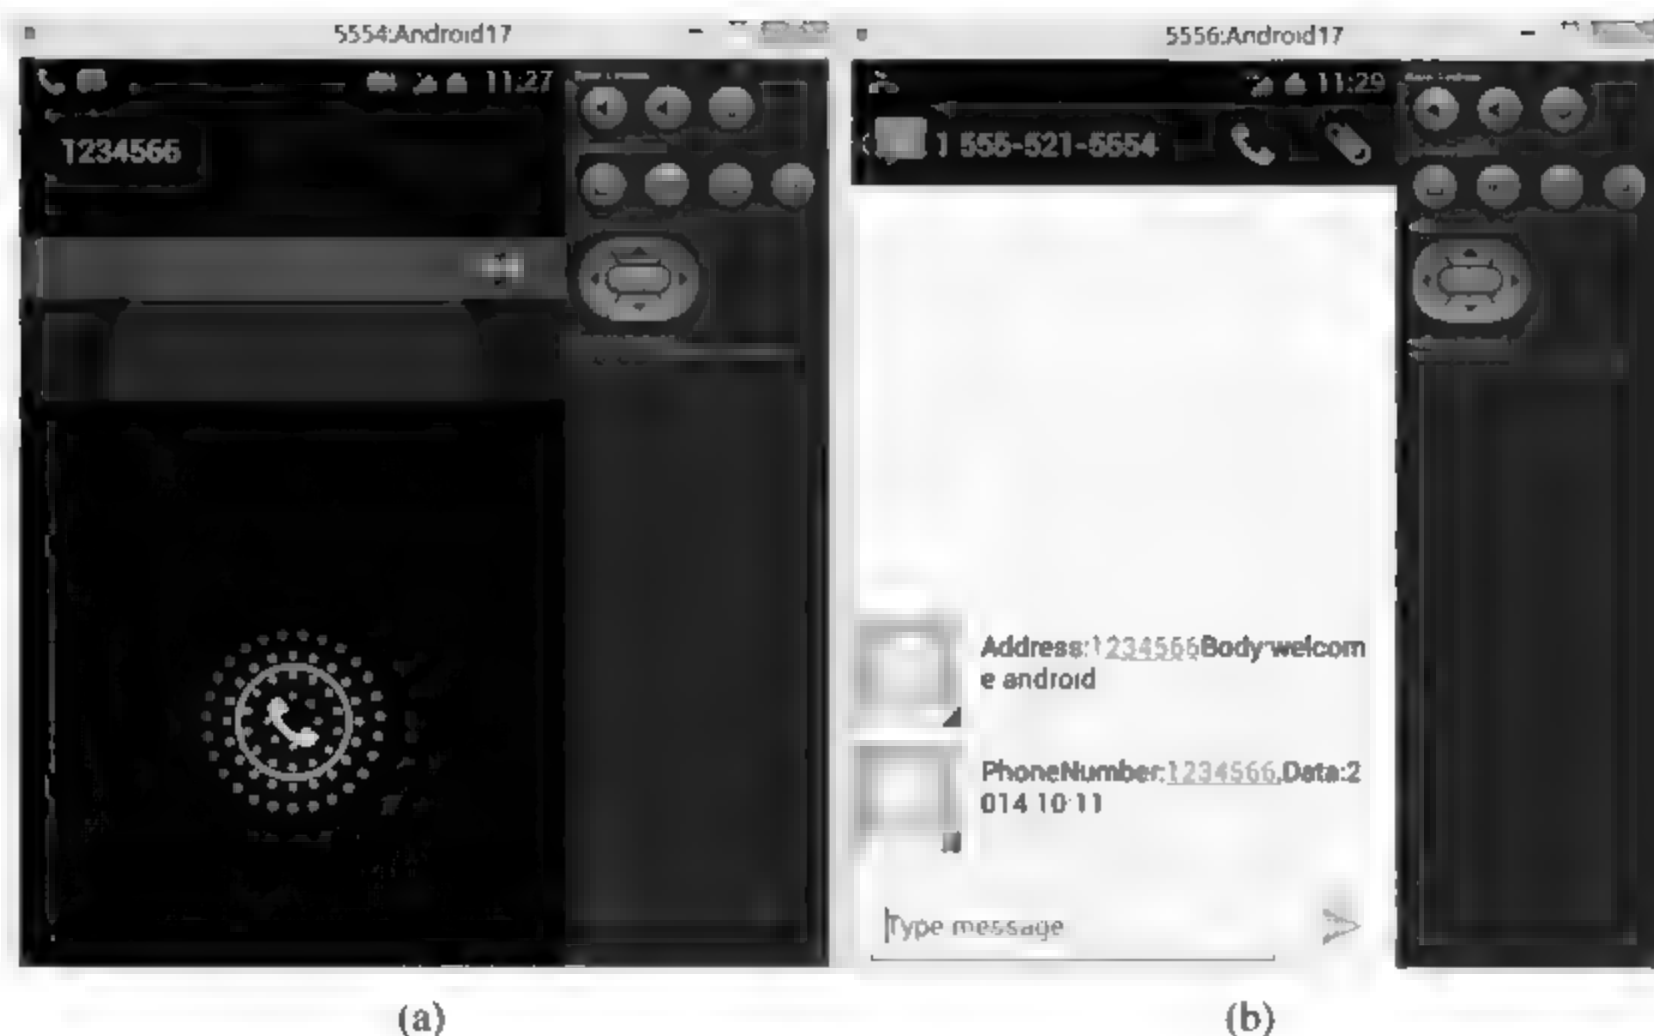 5554:Android17
11:27
1234566
(a)
5556:Android17
11:29
1 555-521-5554
Address:1234566Body:welcom
e android
PhoneNumber:1234566,Data:2
014 10 11
Type message
(b)